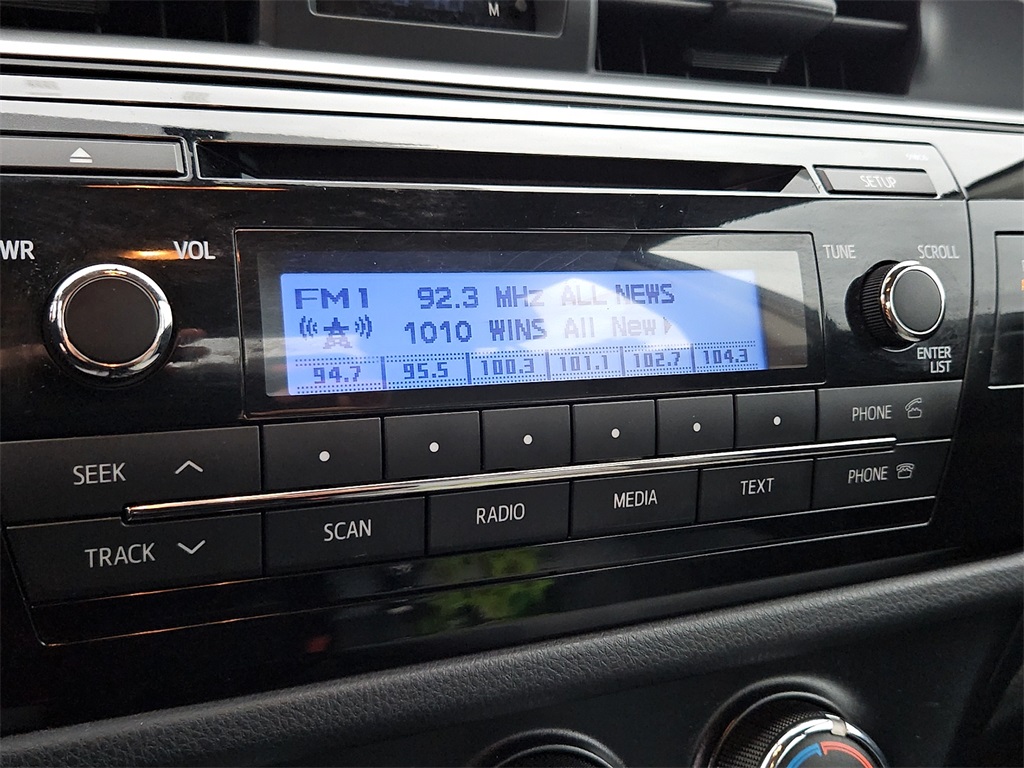 M
SETUP
WR
VOL
TUNE
SCROLL
FM1 92.3 MHz ALL NEWS
1010 WINS All New
94.7 95.5 100.3 101.1 102.7 104.3
ENTER
LIST
PHONE
SEEK
PHONE
TEXT
MEDIA
RADIO
SCAN
TRACK